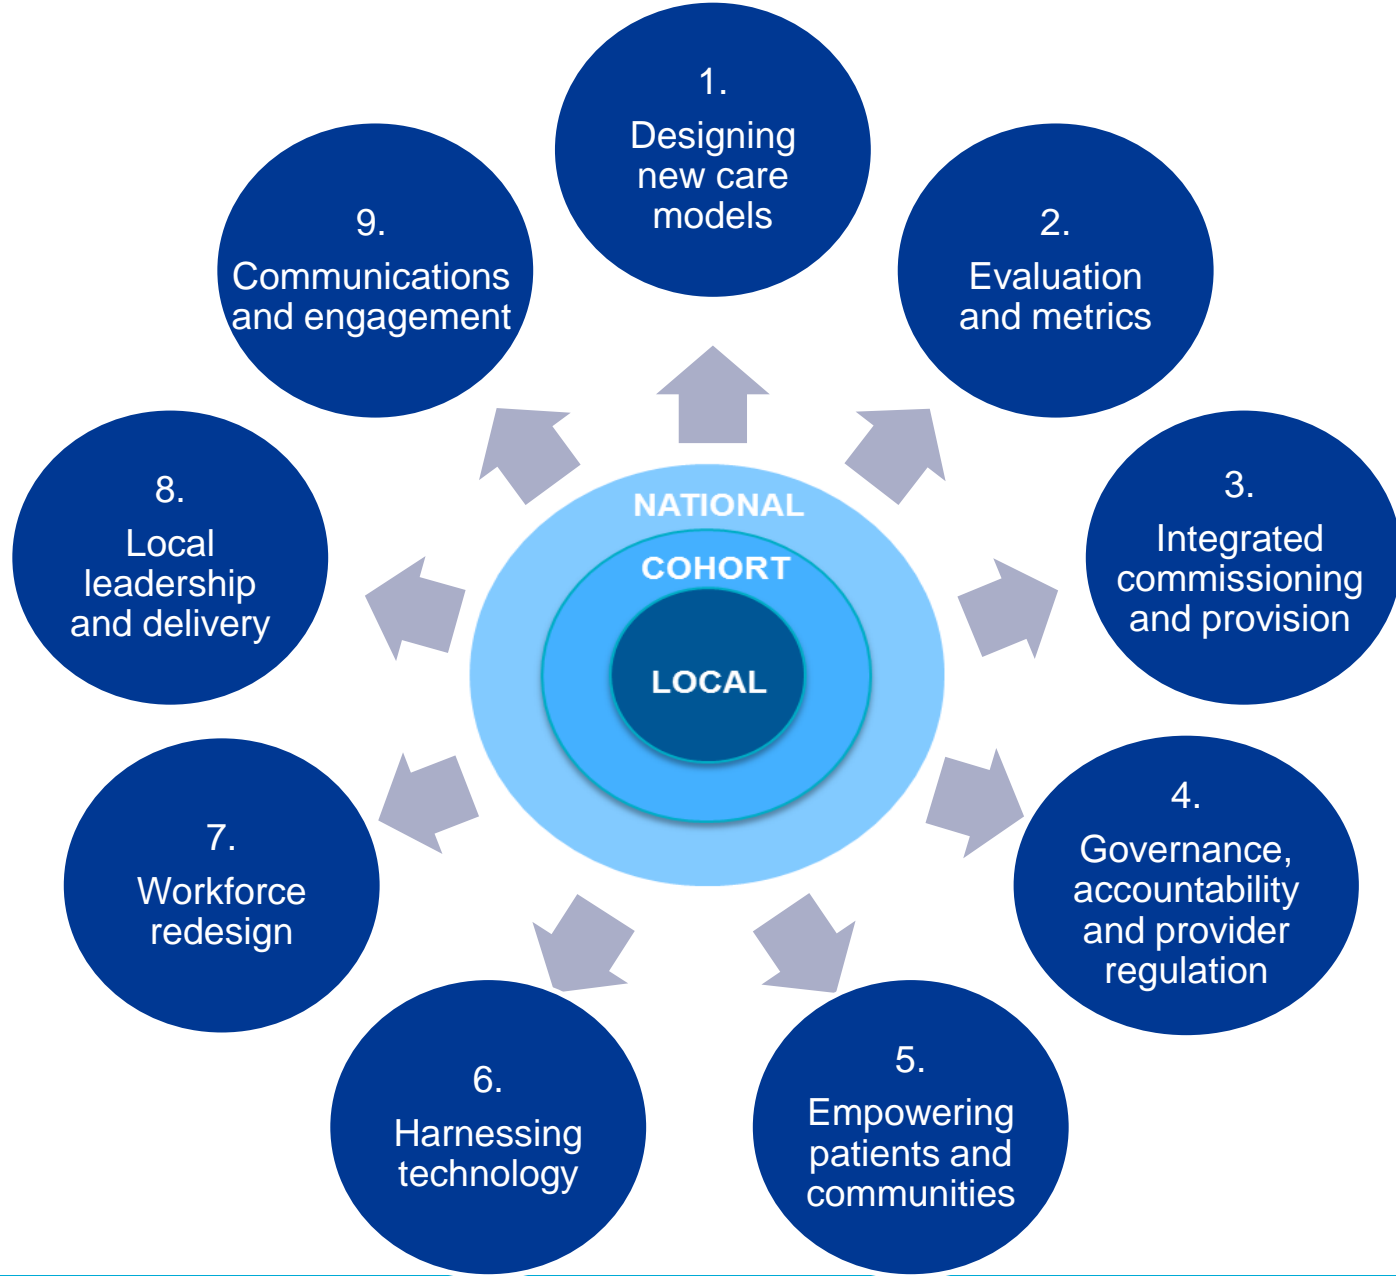 1.
Designing
new care
models
2.
Evaluation
and metrics
3.
Integrated
commissioning
and provision
4.
Governance,
accountability
and provider
regulation
5.
Empowering
patients and
communities
6.
Harnessing
technology
7.
Workforce
redesign
8.
Local
leadership
and delivery
9.
Communications
and engagement
NATIONAL
COHORT
LOCAL